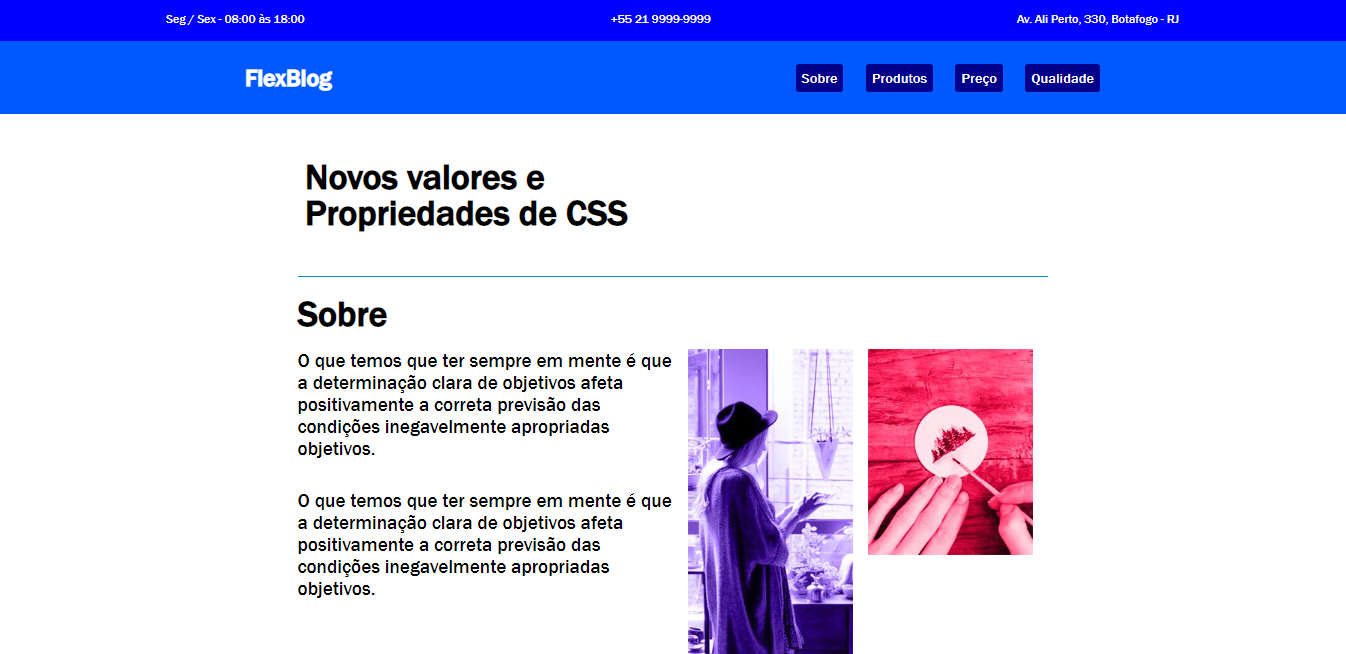 Seg / Sex - 08:00 às 18:00
+55 21 9999-9999
Av. Ali Perto, 330, Botafogo - RJ
FlexBlog
Sobre
Produtos
Preço
Qualidade
Novos valores e
Propriedades de CSS
Sobre
O que temos que ter sempre em mente é que
a determinação clara de objetivos afeta
positivamente a correta previsão das
condições inegavelmente apropriadas
objetivos.
O que temos que ter sempre em mente é que
a determinação clara de objetivos afeta
positivamente a correta previsão das
condições inegavelmente apropriadas
objetivos.